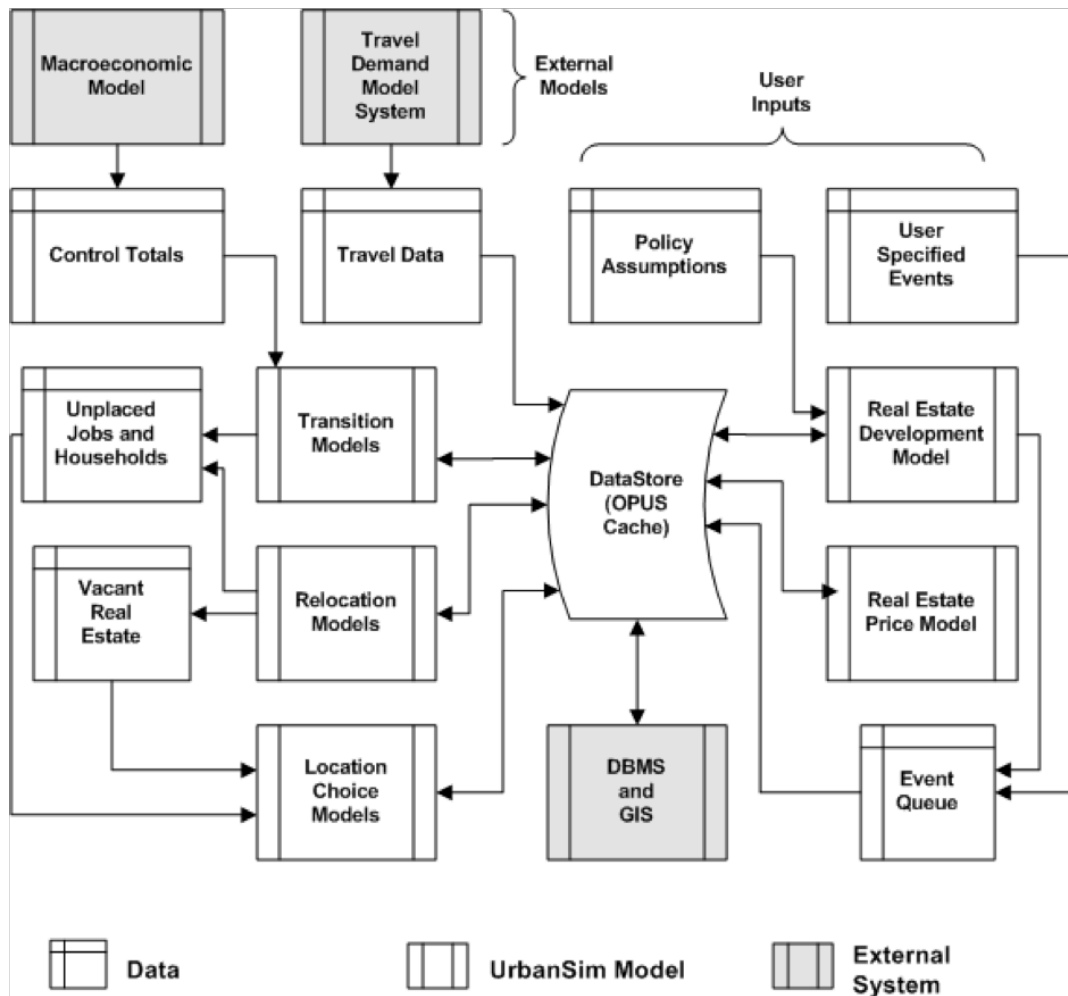 Macroeconomic
Model
Travel
Demand
Model
System
External
Models
User
Inputs
Control Totals
Travel Data
Policy
Assumptions
User
Specified
Events
Unplaced
Jobs and
Households
Transition
Models
DataStore
(OPUS
Cache)
Real Estate
Development
Model
Vacant
Real
Estate
Relocation
Models
Real Estate
Price Model
Location
Choice
Models
DBMS
and
GIS
Event
Queue
Data
UrbanSim Model
External
System